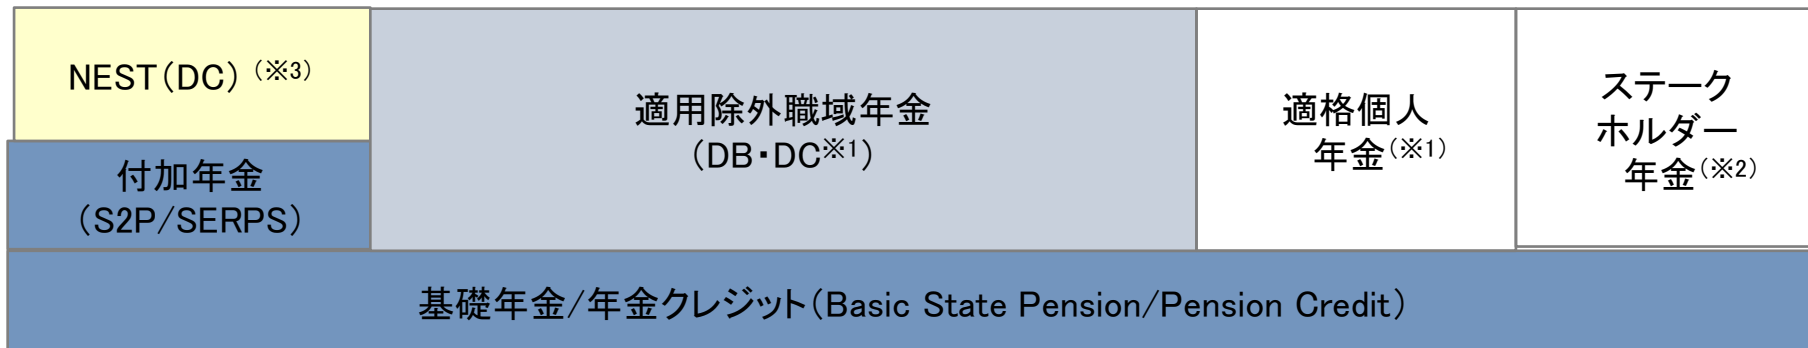 NEST(DC)(※3)
付加年金
(S2P/SERPS)
適用除外職域年金
(DB・DC※1)
適格個人
年金(※1)
ステーク
ホルダー
年金(※2)
基礎年金/年金クレジット(Basic State Pension/Pension Credit)